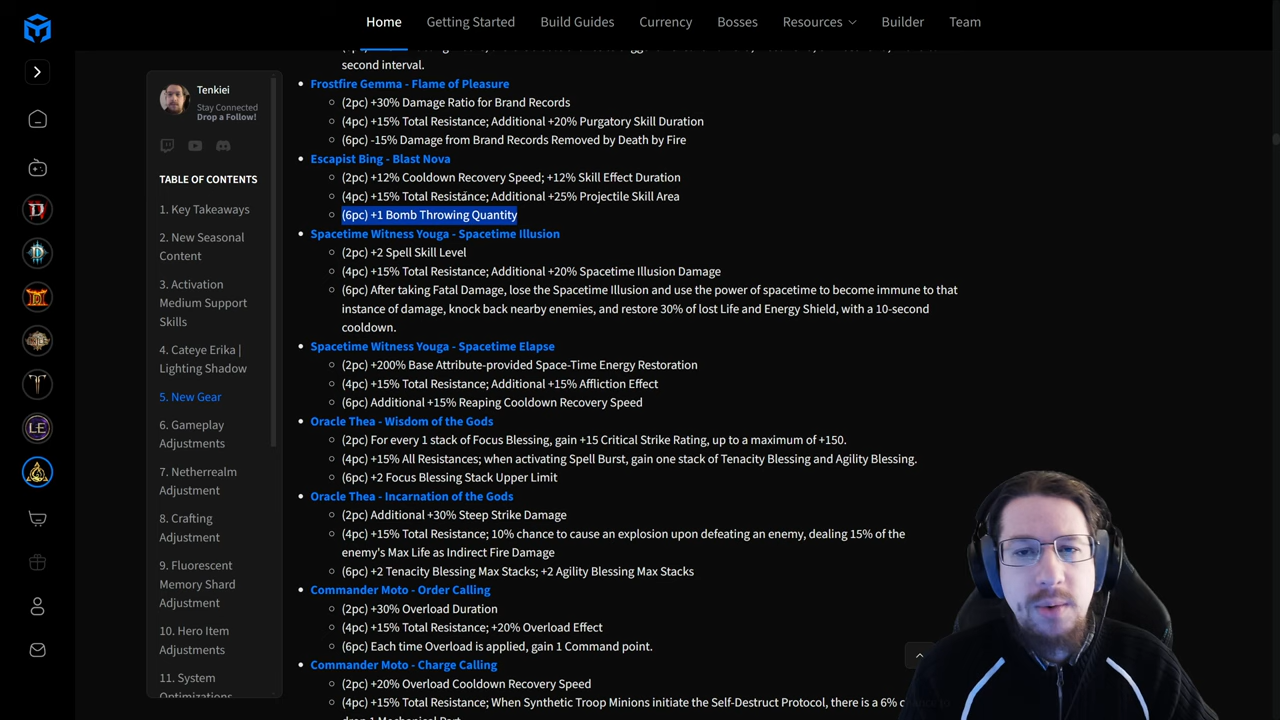 Home
Getting Started
Build Guides
Currency
Bosses
Resources
Builder
Team
second interval.
Tenkiei
Stay Connected
Drop a Follow!
TABLE OF CONTENTS
1. Key Takeaways
2. New Seasonal
Content
3. Activation
Medium Support
Skills
4. Cateye Erika |
Lighting Shadow
5. New Gear
6. Gameplay
Adjustments
7. Netherrealm
Adjustment
8. Crafting
Adjustment
9. Fluorescent
Memory Shard
Adjustment
10. Hero Item
Adjustments
11. System
Optimizations
Frostfire Gemma - Flame of Pleasure
(2pc) +30% Damage Ratio for Brand Records
(4pc) +15% Total Resistance; Additional +20% Purgatory Skill Duration
(6pc) -15% Damage from Brand Records Removed by Death by Fire
Escapist Bing - Blast Nova
(2pc) +12% Cooldown Recovery Speed; +12% Skill Effect Duration
(4pc) +15% Total Resistance; Additional +25% Projectile Skill Area
(6pc) +1 Bomb Throwing Quantity
Spacetime Witness Youga - Spacetime Illusion
(2pc) +2 Spell Skill Level
(4pc) +15% Total Resistance; Additional +20% Spacetime Illusion Damage
(6pc) After taking Fatal Damage, lose the Spacetime Illusion and use the power of spacetime to become immune to that
instance of damage, knock back nearby enemies, and restore 30% of lost Life and Energy Shield, with a 10-second
cooldown.
Spacetime Witness Youga - Spacetime Elapse
(2pc) +200% Base Attribute-provided Space-Time Energy Restoration
(4pc) +15% Total Resistance; Additional +15% Affliction Effect
(6pc) Additional +15% Reaping Cooldown Recovery Speed
Oracle Thea - Wisdom of the Gods
(2pc) For every 1 stack of Focus Blessing, gain +15 Critical Strike Rating, up to a maximum of +150.
(4pc) +15% All Resistances; when activating Spell Burst, gain one stack of Tenacity Blessing and Agility Blessing.
(6pc) +2 Focus Blessing Stack Upper Limit
Oracle Thea - Incarnation of the Gods
(2pc) Additional +30% Steep Strike Damage
(4pc) +15% Total Resistance; 10% chance to cause an explosion upon defeating an enemy, dealing 15% of the
enemy's Max Life as Indirect Fire Damage
(6pc) +2 Tenacity Blessing Max Stacks; +2 Agility Blessing Max Stacks
Commander Moto - Order Calling
(2pc) +30% Overload Duration
(4pc) +15% Total Resistance; +20% Overload Effect
(6pc) Each time Overload is applied, gain 1 Command point.
Commander Moto - Charge Calling
(2pc) +20% Overload Cooldown Recovery Speed
(4pc) +15% Total Resistance; When Synthetic Troop Minions initiate the Self-Destruct Protocol, there is a 6%
drop 1 Mechanical Part